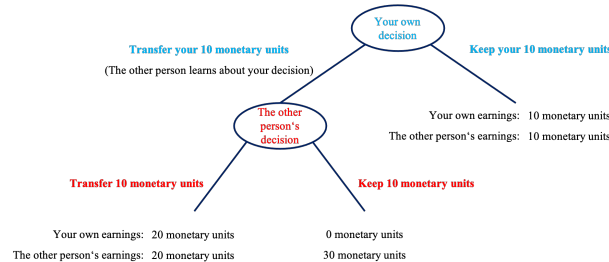 Your own
decision
Transfer your 10 monetary units
Keep your 10 monetary units
(The other person learns about your decision)
The other
person‘s
decision
Your own earnings: 10 monetary units
The other person‘s earnings: 10 monetary units
Transfer 10 monetary units
Keep 10 monetary units
Your own earnings: 20 monetary units
0 monetary units
The other person‘s earnings: 20 monetary units
30 monetary units